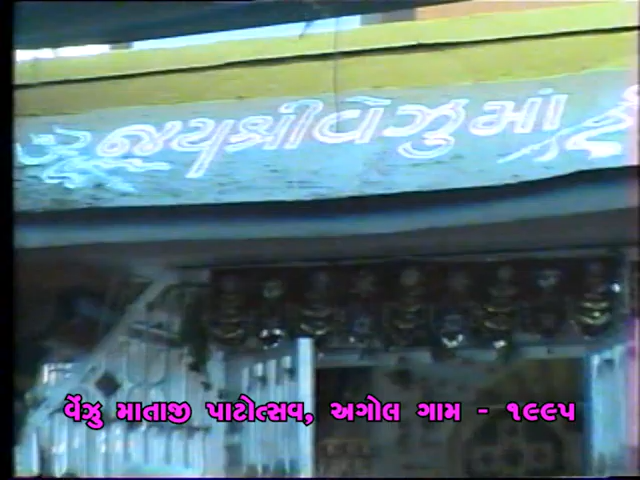 જય શ્રી વેંઝુ માં
વેંઝુ માતાજી પાટોત્સવ, અગોલ ગામ - ૧૯૯૫